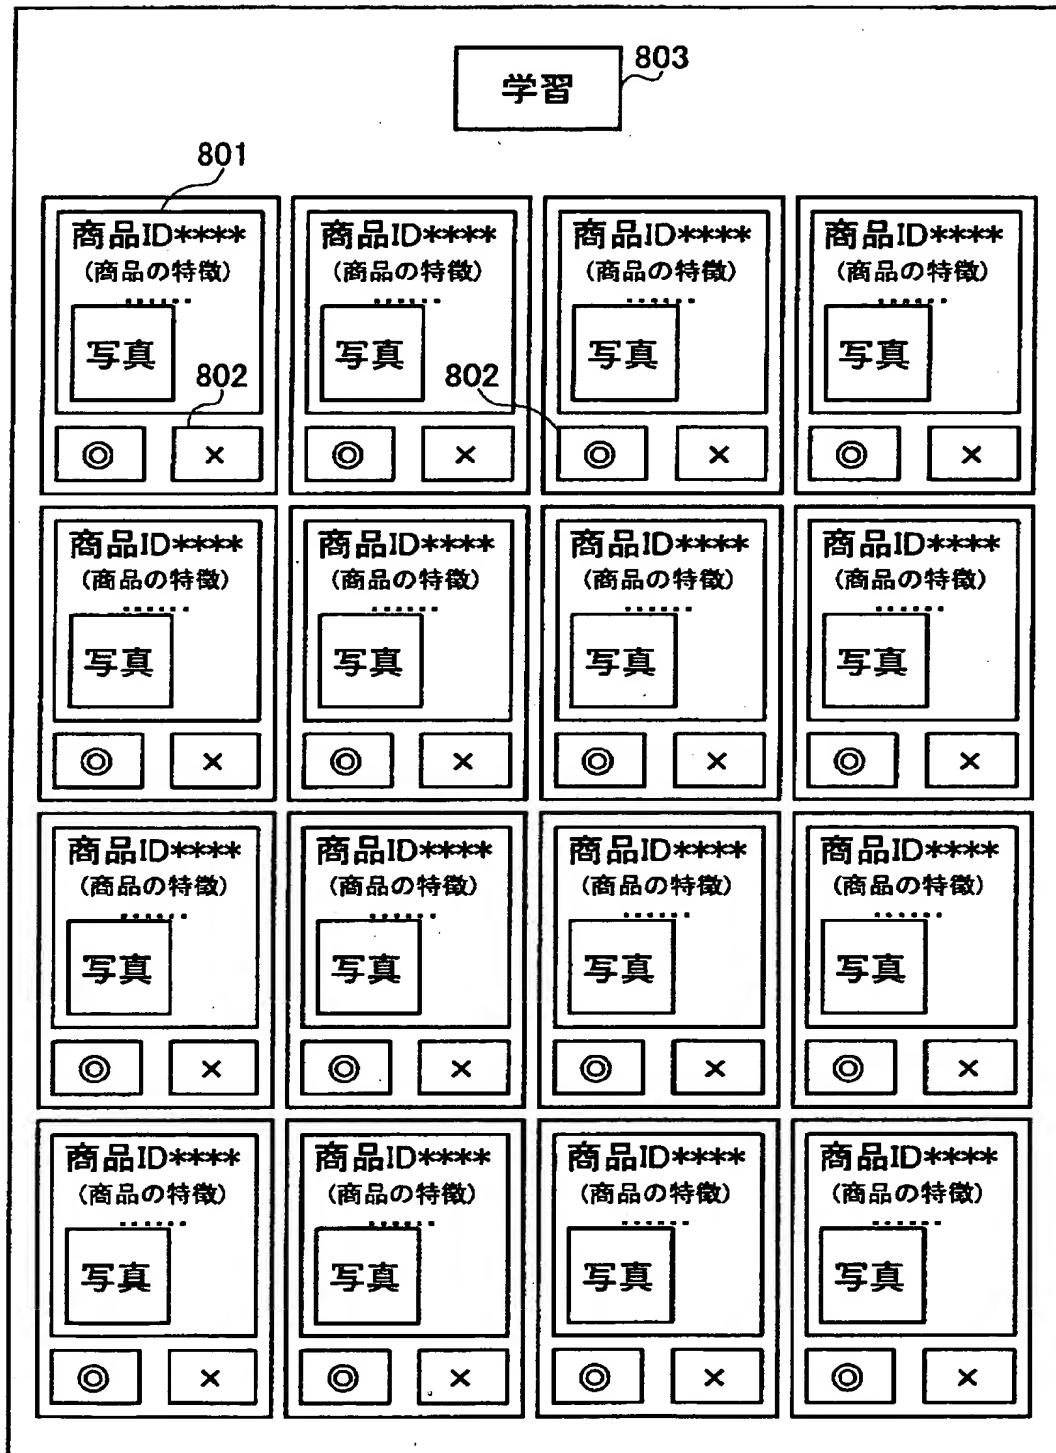 803
学習
801
商品ID**** 商品ID**** 商品ID**** 商品ID****
(商品の特徴) (商品の特徴) (商品の特徴) (商品の特徴)
...... ...... ...... ......
写真 写真 写真 写真
802 802
◎ × ◎ × ◎ × ◎ ×
商品ID**** 商品ID**** 商品ID**** 商品ID****
(商品の特徴) (商品の特徴) (商品の特徴) (商品の特徴)
...... ...... ...... ......
写真 写真 写真 写真
◎ × ◎ × ◎ × ◎ ×
商品ID**** 商品ID**** 商品ID**** 商品ID****
(商品の特徴) (商品の特徴) (商品の特徴) (商品の特徴)
...... ...... ...... ......
写真 写真 写真 写真
◎ × ◎ × ◎ × ◎ ×
商品ID**** 商品ID**** 商品ID**** 商品ID****
(商品の特徴) (商品の特徴) (商品の特徴) (商品の特徴)
...... ...... ...... ......
写真 写真 写真 写真
◎ × ◎ × ◎ × ◎ ×